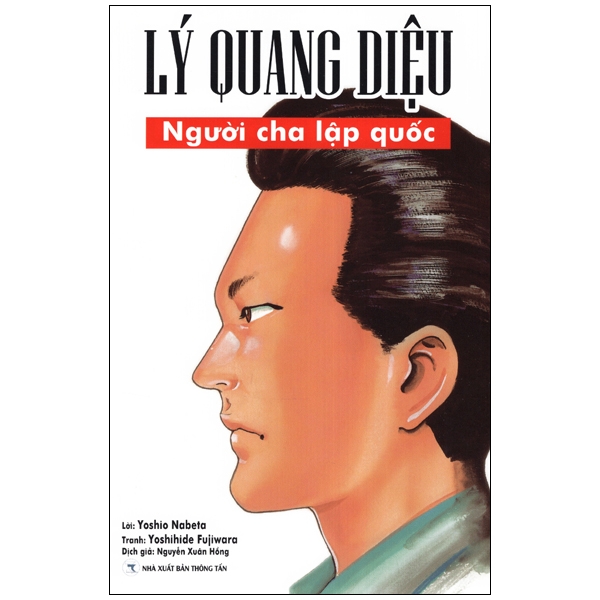 LÝ QUANG DIỆU
Người cha lập quốc
Lời: Yoshio Nabeta
Tranh: Yoshihide Fujiwara
Dịch giả: Nguyễn Xuân Hồng
NHÀ XUẤT BẢN THÔNG TẤN